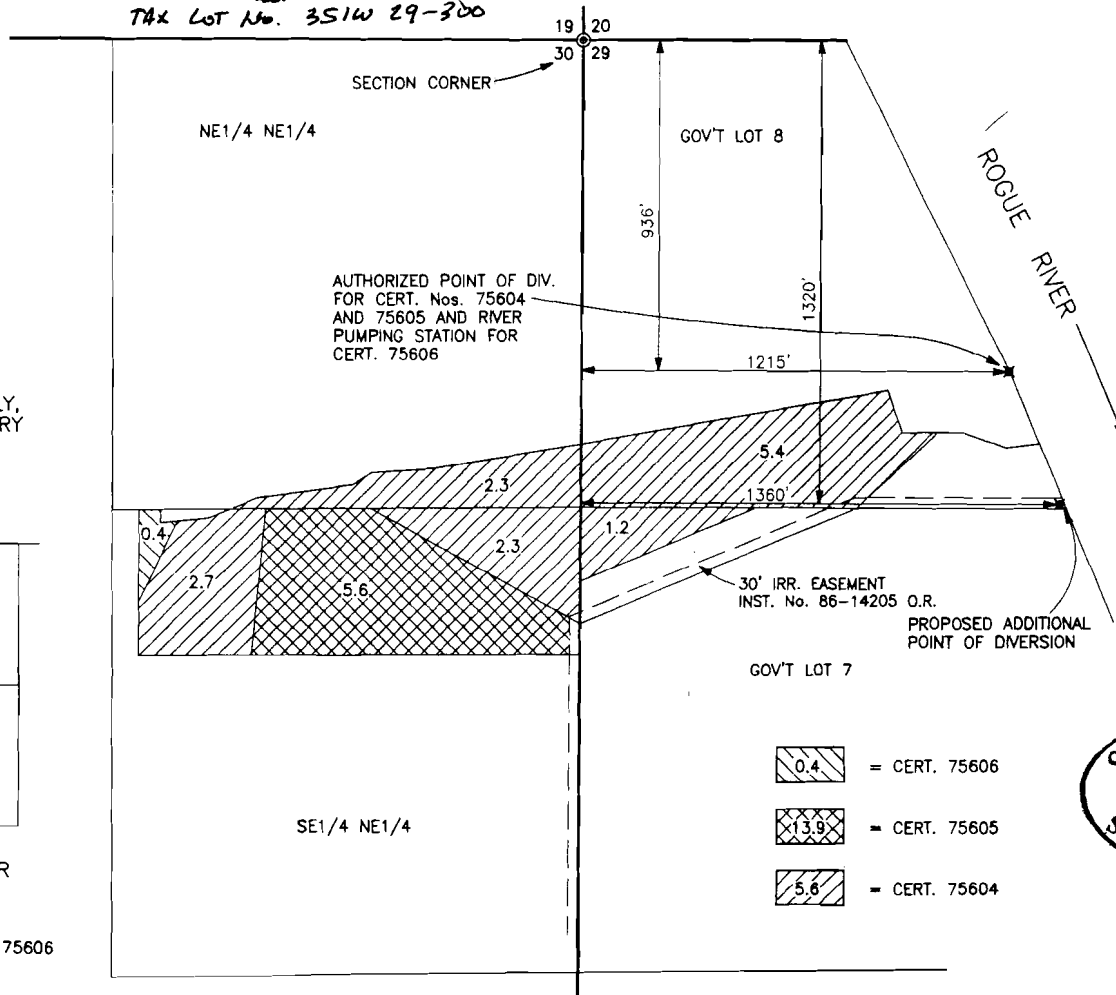 TAX LOT No. 351W 29-300
19 20
30 29
SECTION CORNER
NE1/4 NE1/4
GOV'T LOT 8
ROGUE RIVER
936'
1320'
AUTHORIZED POINT OF DIV.
FOR CERT. Nos. 75604
AND 75605 AND RIVER
PUMPING STATION FOR
CERT. 75606
1215'
Y,
RY
5.4
2.3
1360'
0.4
2.7
5.6
2.3
1.2
30' IRR. EASEMENT
INST. No. 86-14205 O.R.
PROPOSED ADDITIONAL
POINT OF DIVERSION
GOV'T LOT 7
0.4 = CERT. 75606
13.9 = CERT. 75605
5.6 = CERT. 75604
SE1/4 NE1/4
R
75606